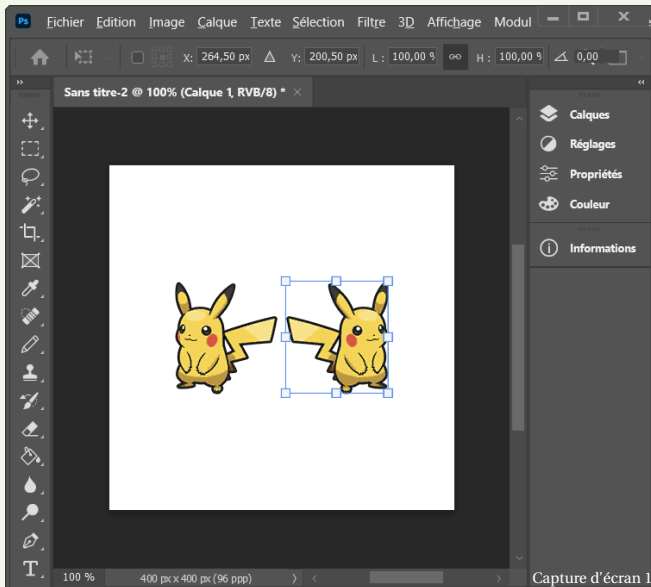 Ps Fichier Edition Image Calque Texte Sélection Filtre 3D Affichage Modul
X: 264,50 px Y: 200,50 px L : 100,00 % H : 100,00 % 0,00
Sans titre-2 @ 100% (Calque 1, RVB/8) *
Calques
Réglages
Propriétés
Couleur
Informations
100 % 400 px x 400 px (96 ppp)
Capture d'écran 1